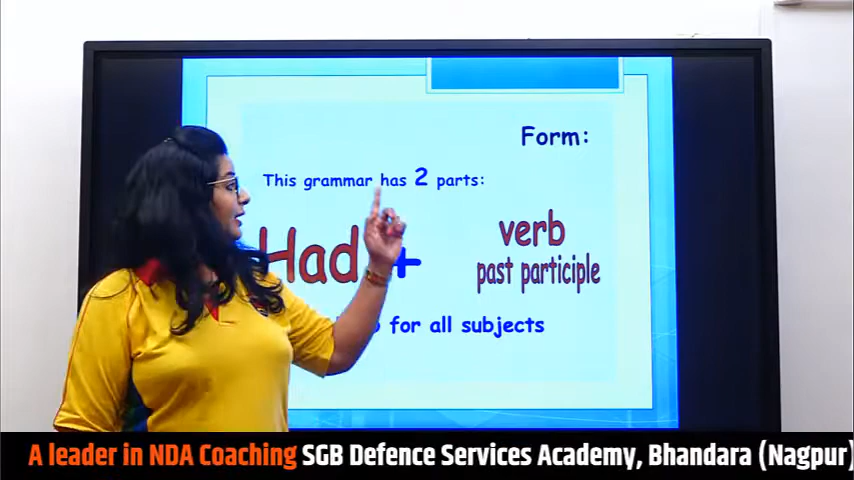 Form:
This grammar has 2 parts:
Had + verb
past participle
for all subjects
A leader in NDA Coaching SGB Defence Services Academy, Bhandara (Nagpur)